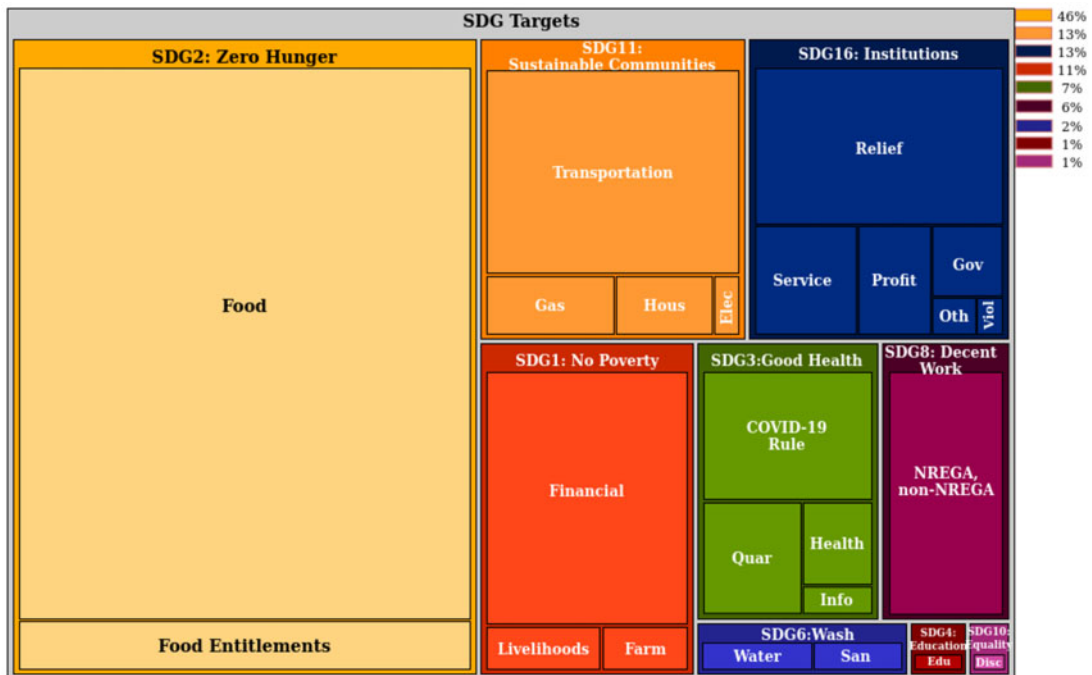 SDG Targets
SDG2: Zero Hunger
Food
Food Entitlements
SDG11:
Sustainable Communities
Transportation
Gas
Hous
Elec
SDG16: Institutions
Relief
Service
Profit
Gov
Oth
Viol
SDG1: No Poverty
Financial
Livelihoods
Farm
SDG3:Good Health
COVID-19
Rule
Quar
Health
Info
SDG8: Decent
Work
NREGA,
non-NREGA
SDG6:Wash
Water
San
SDG4:
Education
Edu
SDG10:
Equality
Disc
46%
13%
13%
11%
7%
6%
2%
1%
1%